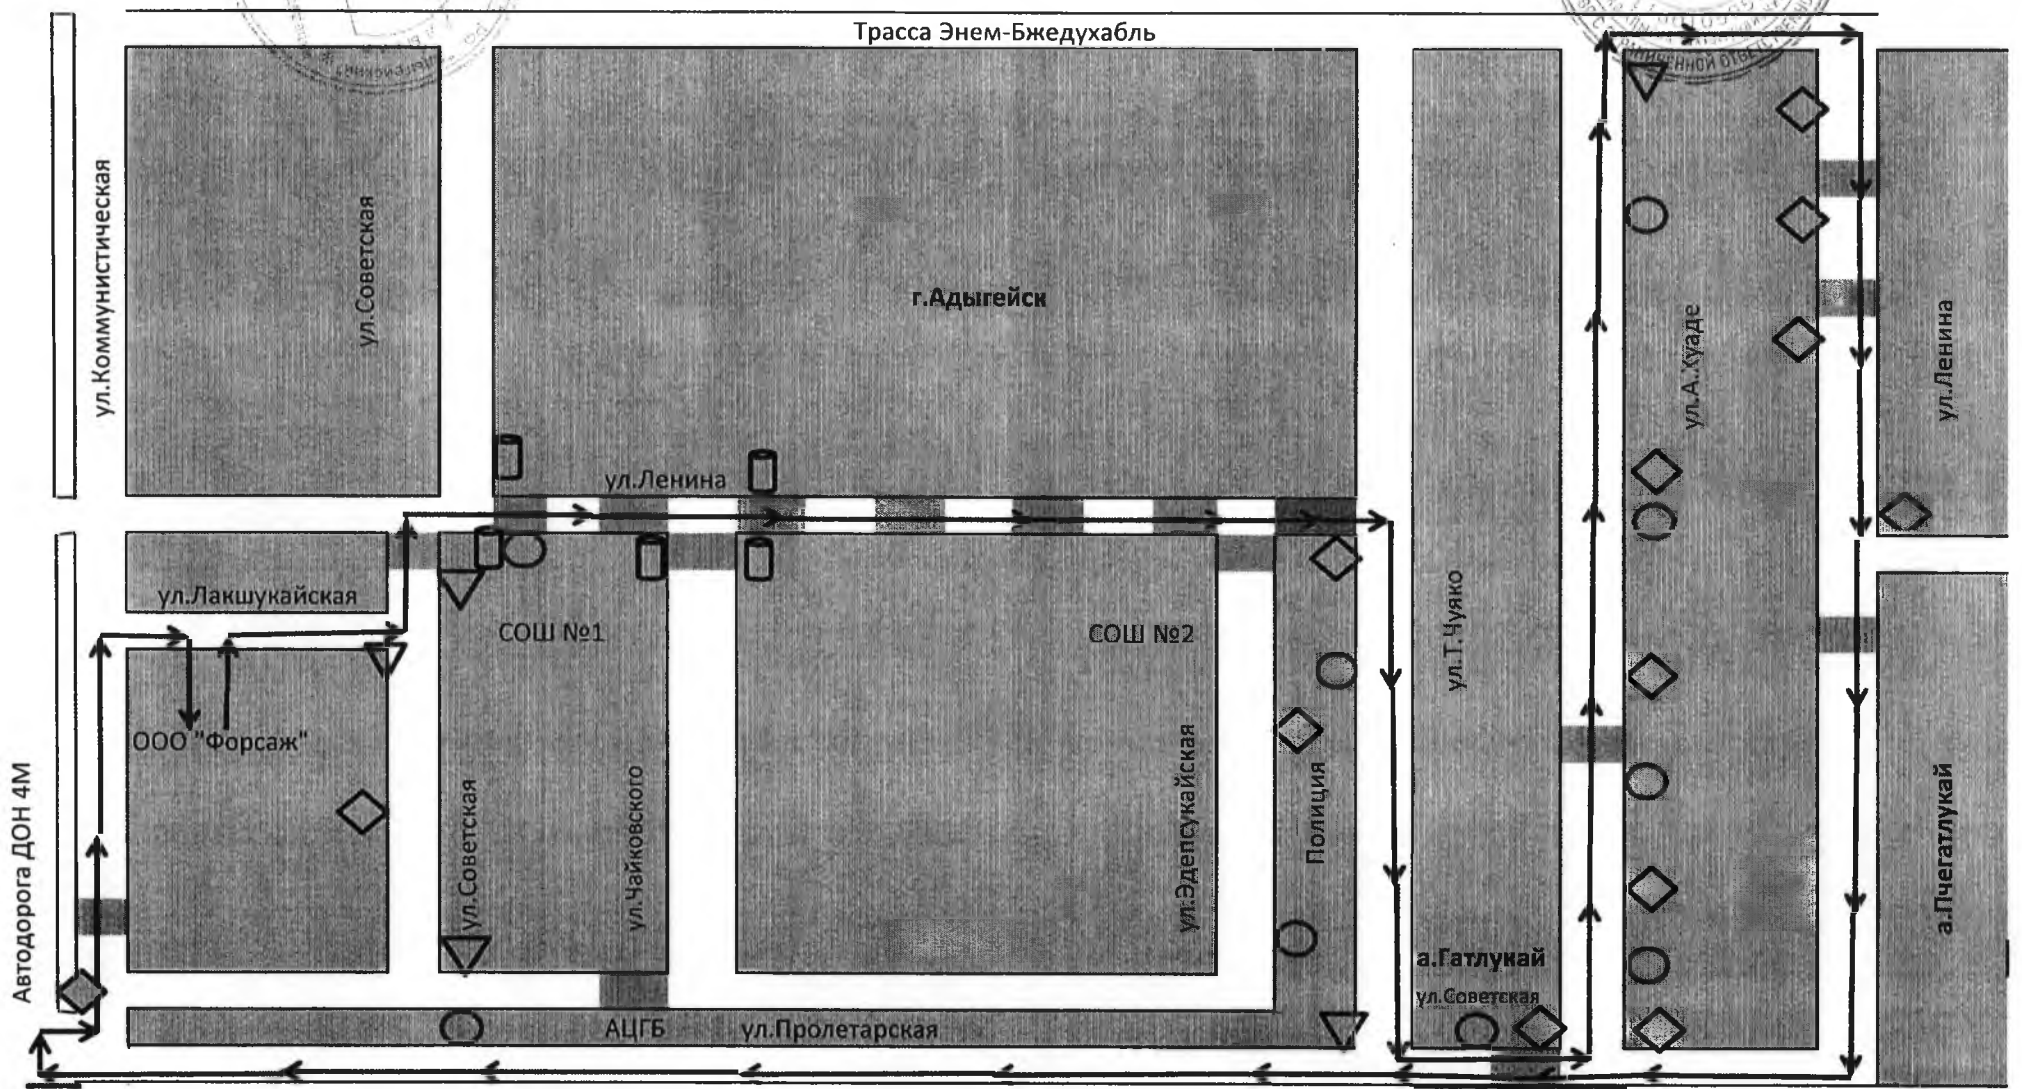 Трасса Энем-Бжедухабль
ул.Коммунистическая
ул.Советская
г.Адыгейск
ул.А.Куаде
ул.Ленина
ул.Ленина
ул.Лакшукайская
СОШ №1
СОШ №2
ул.Т.Чуяко
ООО "Форсаж"
Автодорога ДОН 4М
ул.Советская
ул.Чайковского
ул.Эдепсукайская
Полиция
а.Пчегатлукай
а.Гатлукай
ул.Советская
АЦГБ
ул.Пролетарская